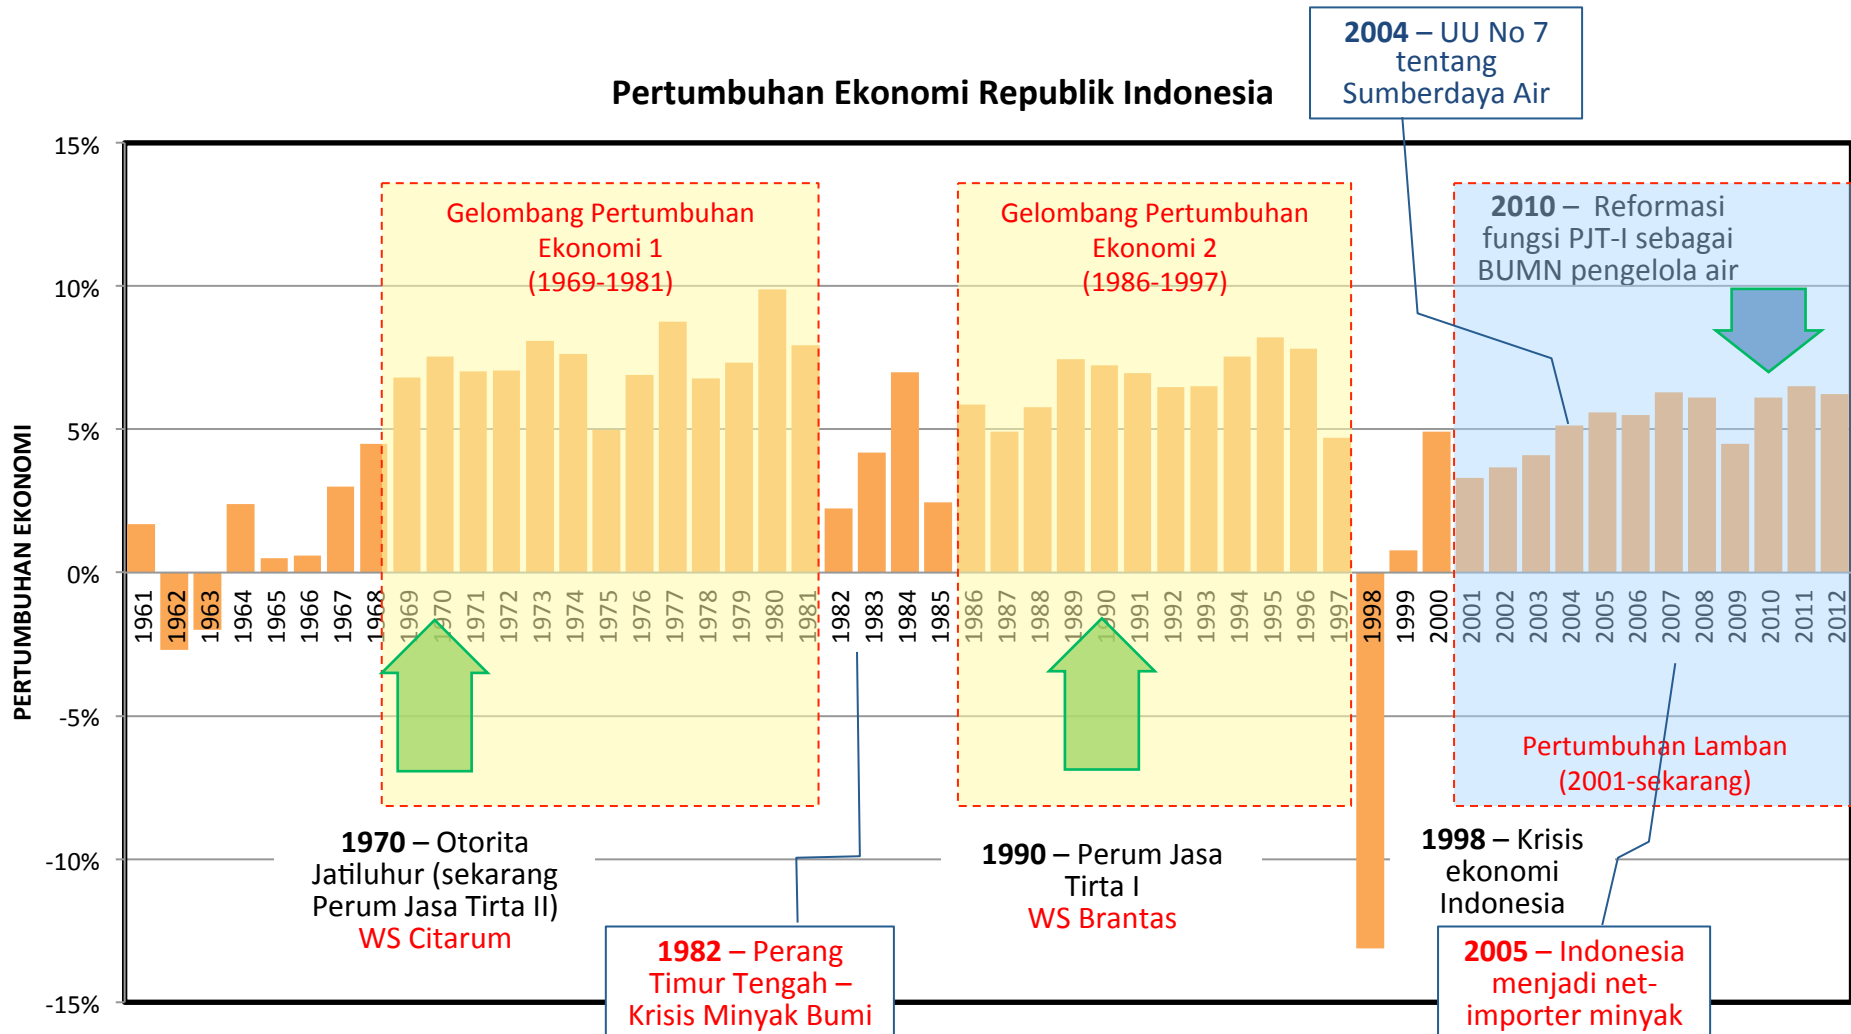 2004 – UU No 7
tentang
Sumberdaya Air
Pertumbuhan Ekonomi Republik Indonesia
15%
10%
5%
0%
-5%
-10%
-15%
PERTUMBUHAN EKONOMI
Gelombang Pertumbuhan
Ekonomi 1
(1969-1981)
Gelombang Pertumbuhan
Ekonomi 2
(1986-1997)
2010 – Reformasi
fungsi PJT-I sebagai
BUMN pengelola air
1961
1962
1963
1964
1965
1966
1967
1968
1969
1970
1971
1972
1973
1974
1975
1976
1977
1978
1979
1980
1981
1982
1983
1984
1985
1986
1987
1988
1989
1990
1991
1992
1993
1994
1995
1996
1997
1998
1999
2000
2001
2002
2003
2004
2005
2006
2007
2008
2009
2010
2011
2012
Pertumbuhan Lamban
(2001-sekarang)
1970 – Otorita
Jatiluhur (sekarang
Perum Jasa Tirta II)
WS Citarum
1982 – Perang
Timur Tengah –
Krisis Minyak Bumi
1990 – Perum Jasa
Tirta I
WS Brantas
1998 – Krisis
ekonomi
Indonesia
2005 – Indonesia
menjadi net-
importer minyak